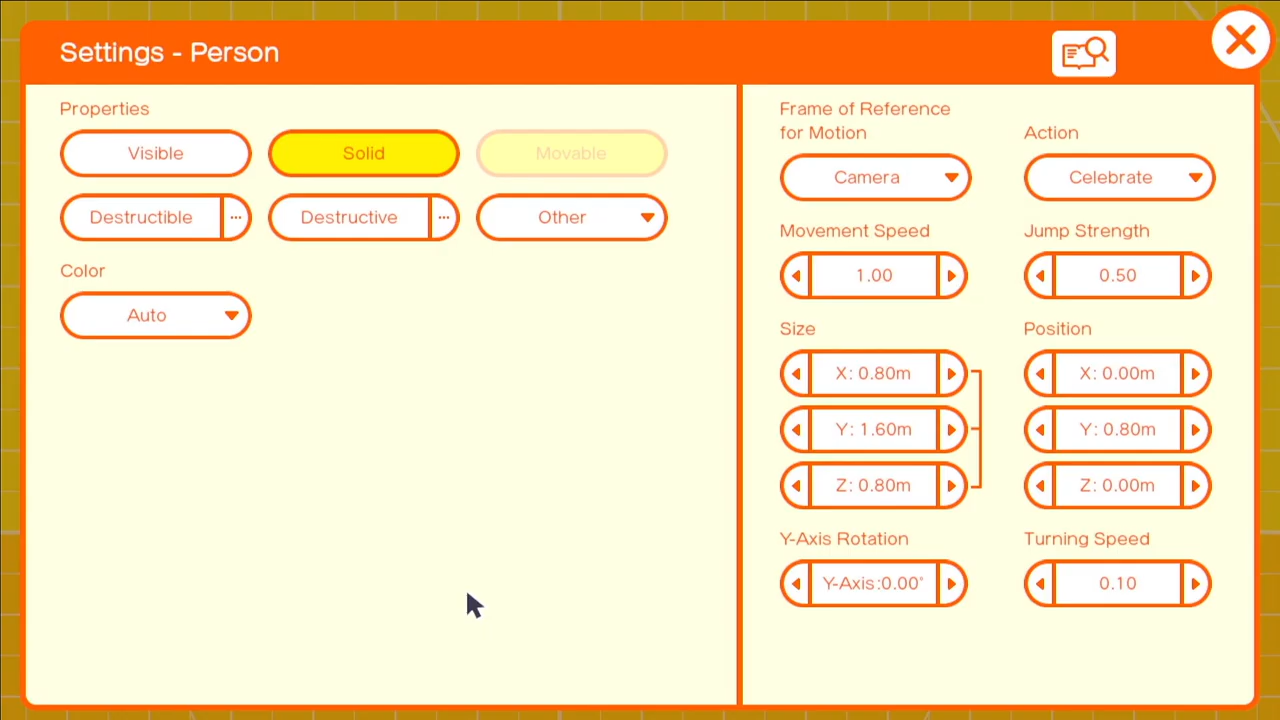 Settings - Person
Properties
Visible
Solid
Movable
Destructible ...
Destructive ...
Other
Color
Auto
Frame of Reference
for Motion
Camera
Action
Celebrate
Movement Speed
1.00
Jump Strength
0.50
Size
X: 0.80m
Y: 1.60m
Z: 0.80m
Position
X: 0.00m
Y: 0.80m
Z: 0.00m
Y-Axis Rotation
Y-Axis:0.00°
Turning Speed
0.10